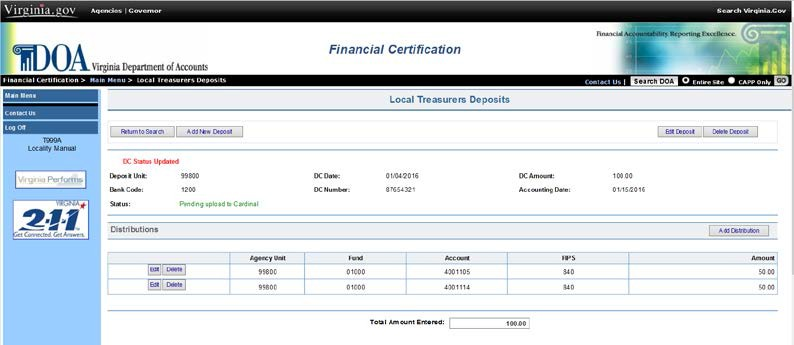 Virginia.gov Agencies | Governor Search Virginia.Gov
Financial Accountability. Reporting Excellence.
DOA Virginia Department of Accounts
Financial Certification
Financial Certification > Main Menu > Local Treasurers Deposits Contact Us | Search DOA Entire Site CAPP Only GO
Main Menu
Contact Us
Log Off
T999A
Locality Manual
Virginia Performs
VIRGINIA
2-1-1
Get Connected. Get Answers.
Local Treasurers Deposits
Return to Search Add New Deposit Edit Deposit Delete Deposit
DC Status Updated
Deposit Unit: 99800 DC Date: 01/04/2016 DC Amount: 100.00
Bank Code: 1200 DC Number: 87654321 Accounting Date: 01/15/2016
Status: Pending upload to Cardinal
Distributions Add Distribution
Agency Unit Fund Account FIPS Amount
Edit Delete 99800 01000 4001105 840 50.00
Edit Delete 99800 01000 4001114 840 50.00
Total Amount Entered: 100.00